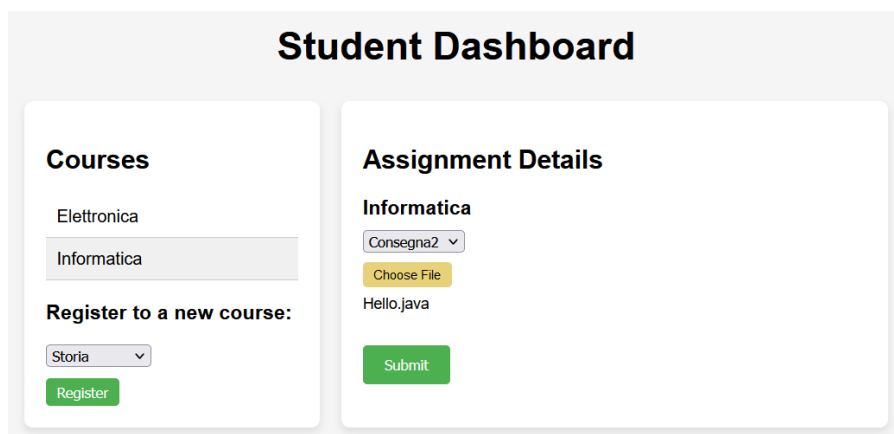 Student Dashboard
Courses
Elettronica
Informatica
Register to a new course:
Storia
Register
Assignment Details
Informatica
Consegna2
Choose File
Hello.java
Submit